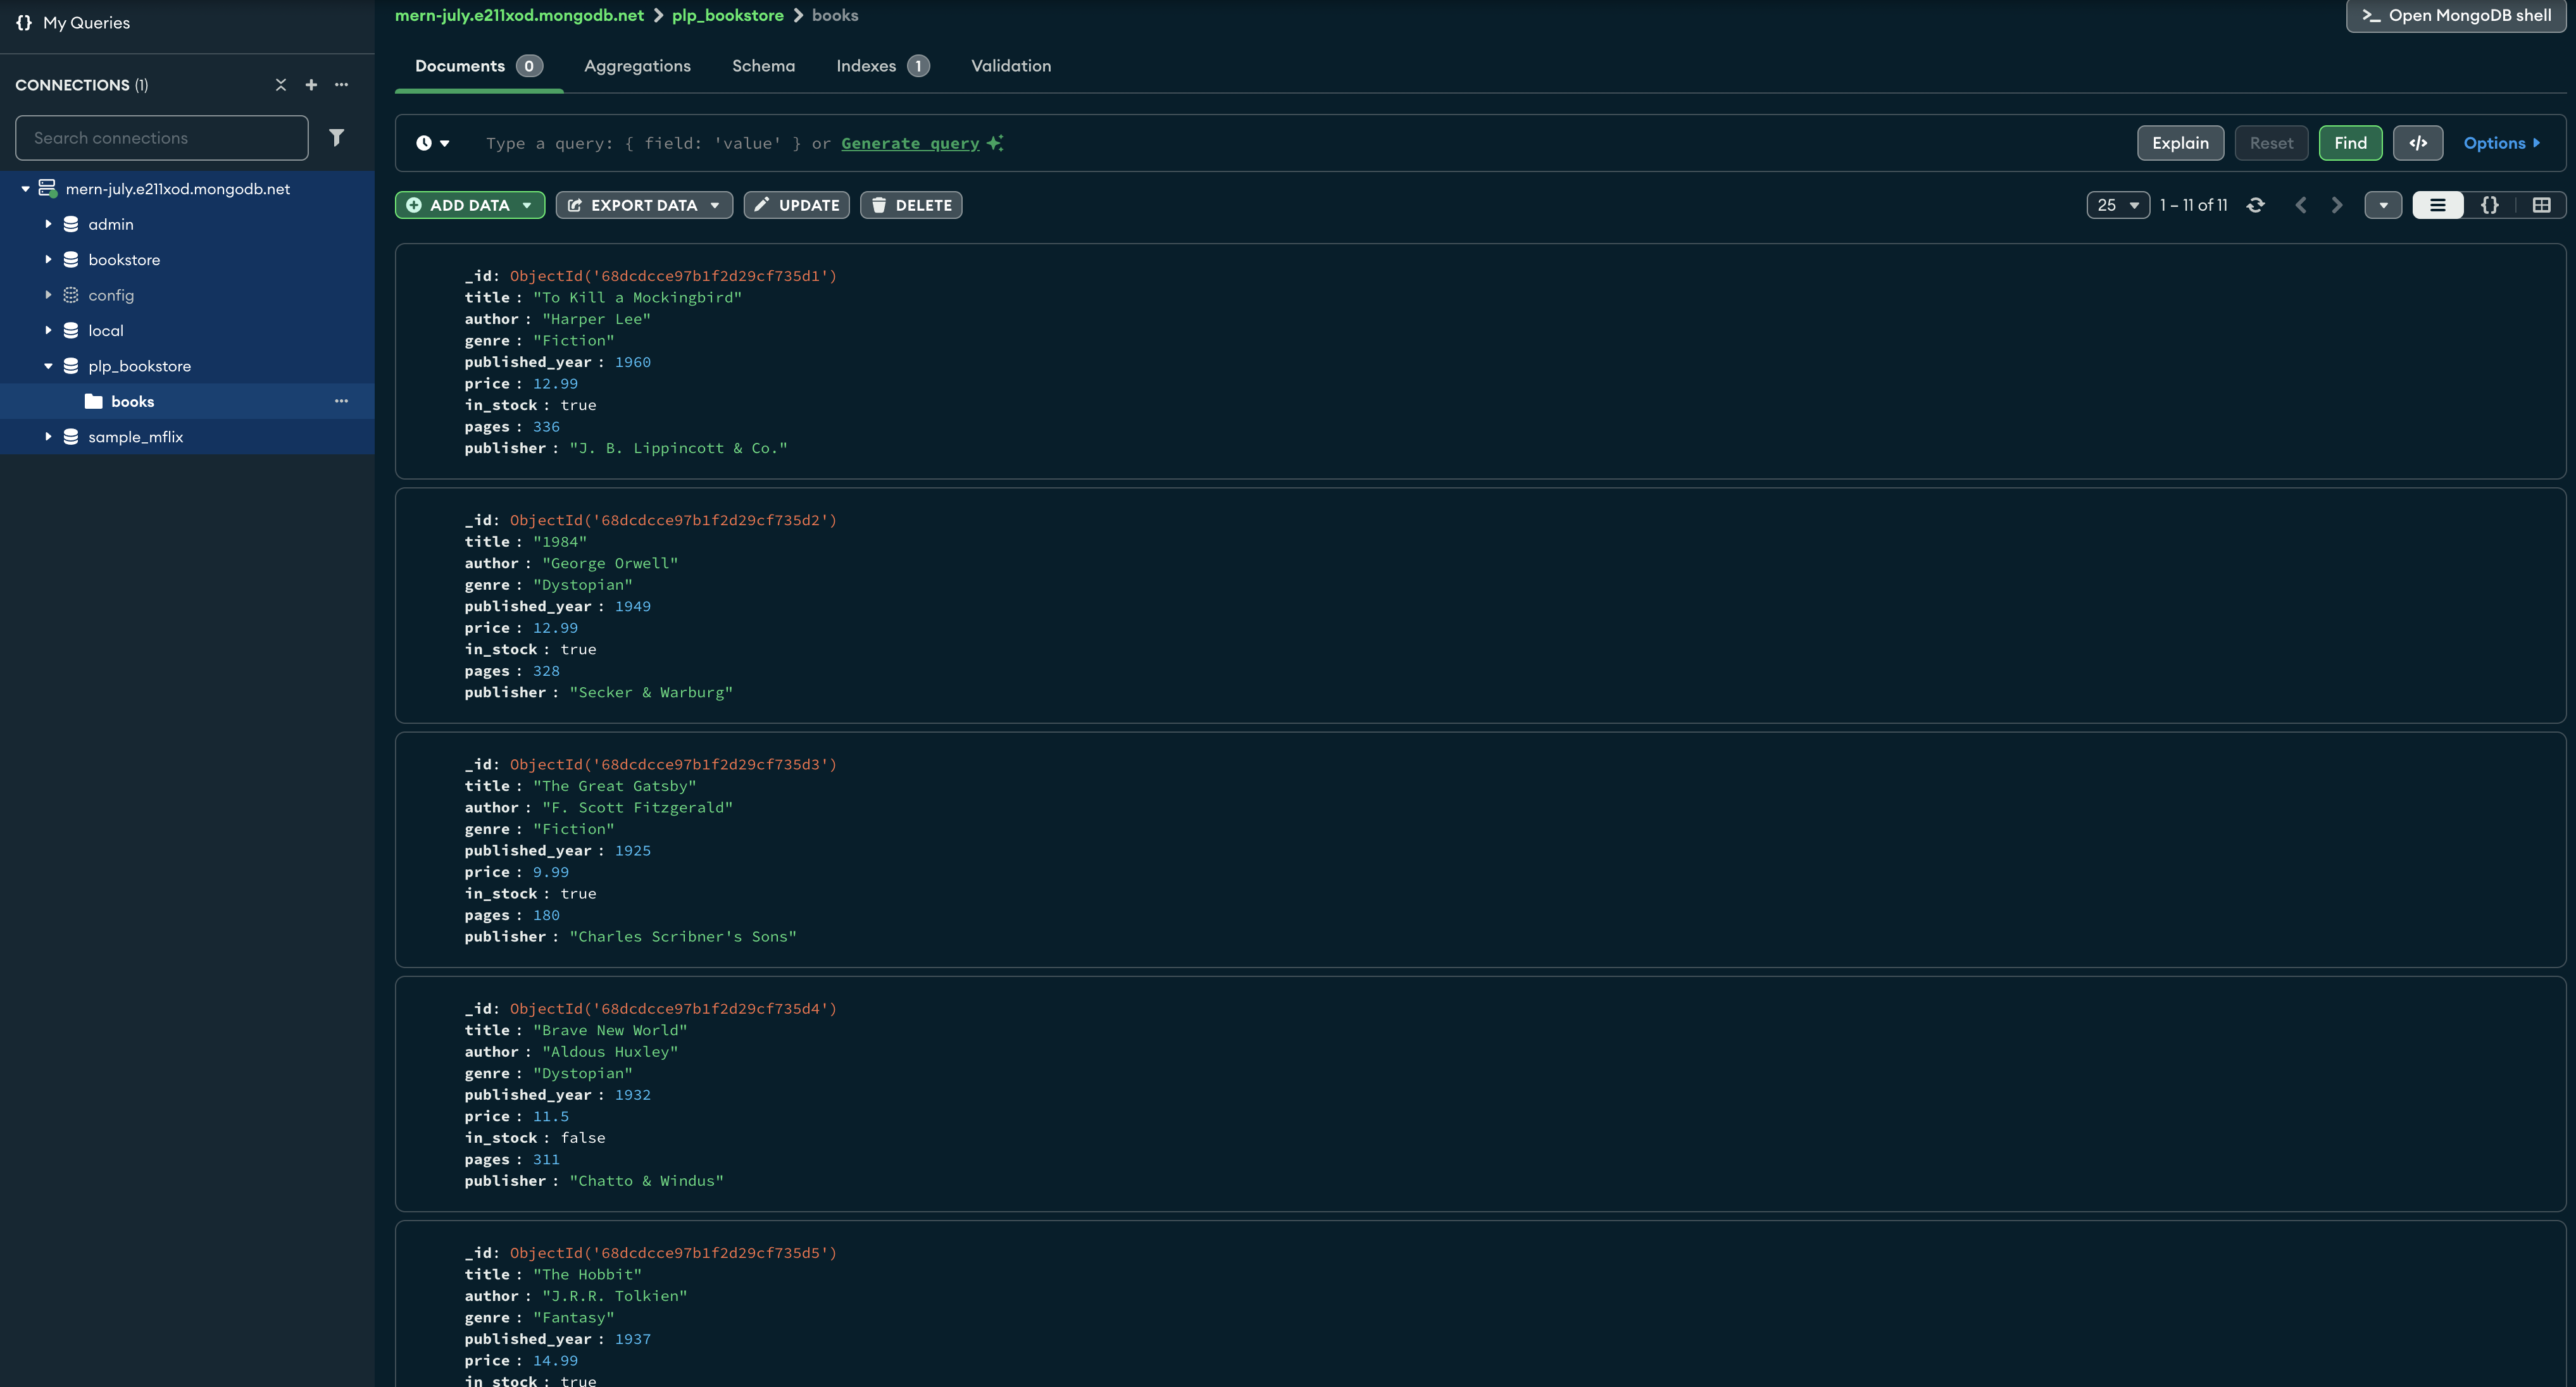 {} My Queries
CONNECTIONS (1)
Search connections
mern-july.e211xod.mongodb.net
admin
bookstore
config
local
plp_bookstore
books
sample_mflix
mern-july.e211xod.mongodb.net > plp_bookstore > books
>_ Open MongoDB shell
Documents 0 Aggregations Schema Indexes 1 Validation
Type a query: { field: 'value' } or Generate query
Explain Reset Find </> Options
ADD DATA EXPORT DATA UPDATE DELETE
25 1 – 11 of 11 {}
_id: ObjectId('68dcdcce97b1f2d29cf735d1')
title : "To Kill a Mockingbird"
author : "Harper Lee"
genre : "Fiction"
published_year : 1960
price : 12.99
in_stock : true
pages : 336
publisher : "J. B. Lippincott & Co."
_id: ObjectId('68dcdcce97b1f2d29cf735d2')
title : "1984"
author : "George Orwell"
genre : "Dystopian"
published_year : 1949
price : 12.99
in_stock : true
pages : 328
publisher : "Secker & Warburg"
_id: ObjectId('68dcdcce97b1f2d29cf735d3')
title : "The Great Gatsby"
author : "F. Scott Fitzgerald"
genre : "Fiction"
published_year : 1925
price : 9.99
in_stock : true
pages : 180
publisher : "Charles Scribner's Sons"
_id: ObjectId('68dcdcce97b1f2d29cf735d4')
title : "Brave New World"
author : "Aldous Huxley"
genre : "Dystopian"
published_year : 1932
price : 11.5
in_stock : false
pages : 311
publisher : "Chatto & Windus"
_id: ObjectId('68dcdcce97b1f2d29cf735d5')
title : "The Hobbit"
author : "J.R.R. Tolkien"
genre : "Fantasy"
published_year : 1937
price : 14.99
in_stock : true